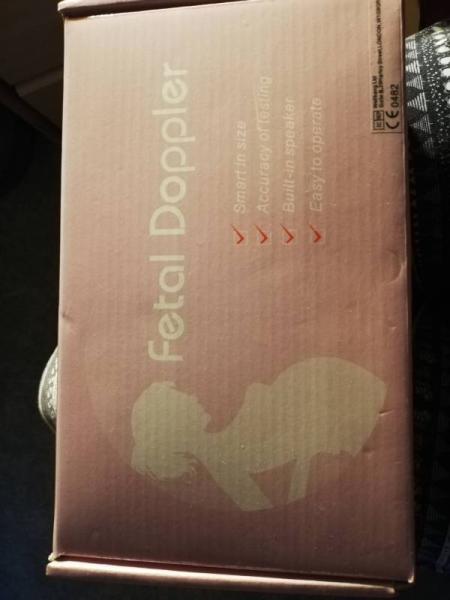 Fetal Doppler
Smart in size
Accuracy of testing
Built-in speaker
Easy to operate
CE 0482